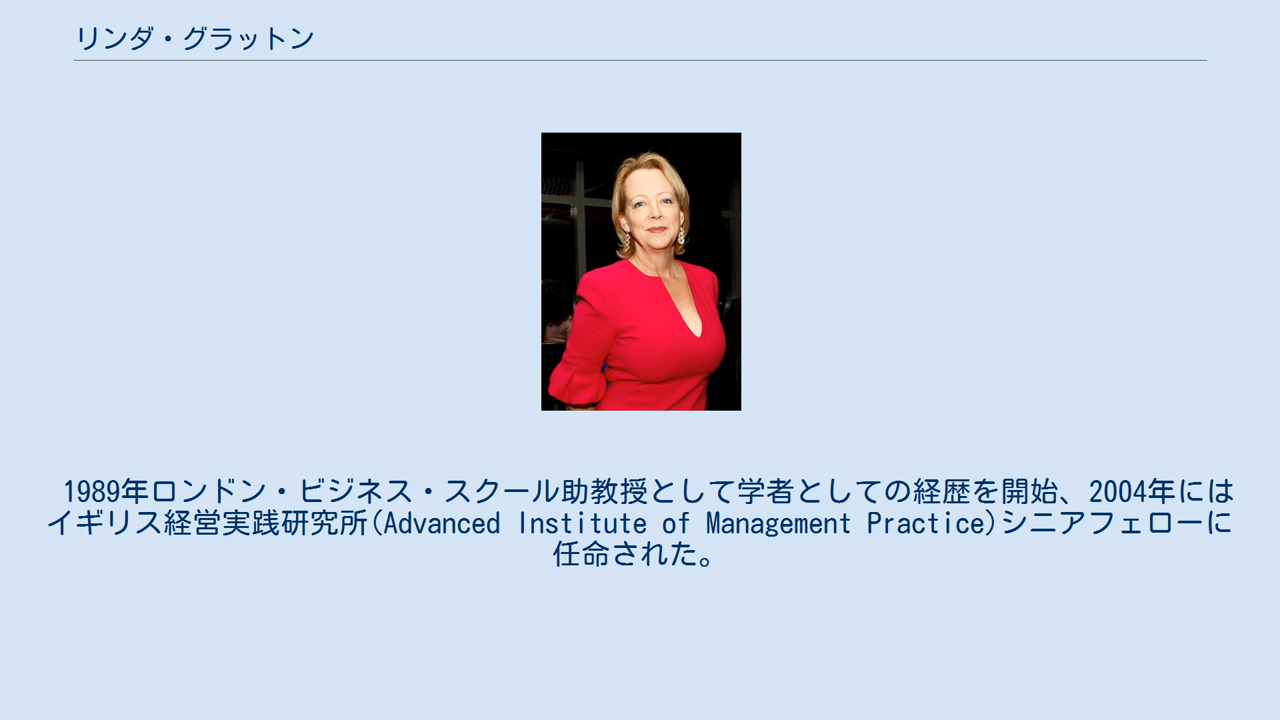 リンダ・グラットン
1989年ロンドン・ビジネス・スクール助教授として学者としての経歴を開始、2004年には
イギリス経営実践研究所(Advanced Institute of Management Practice)シニアフェローに
任命された。